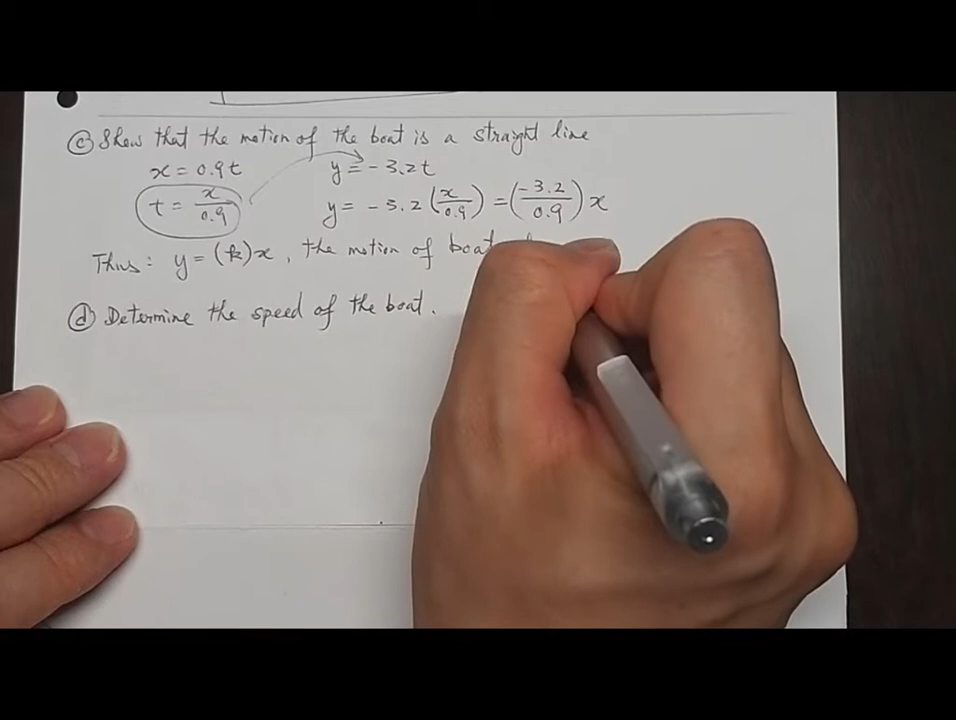 ⓒ Show that the motion of the boat is a straight line
x = 0.9t y = -3.2t
t = x/0.9 y = -3.2 (x/0.9) = (-3.2/0.9) x
Thus: y = (k)x, the motion of boat
ⓓ Determine the speed of the boat.